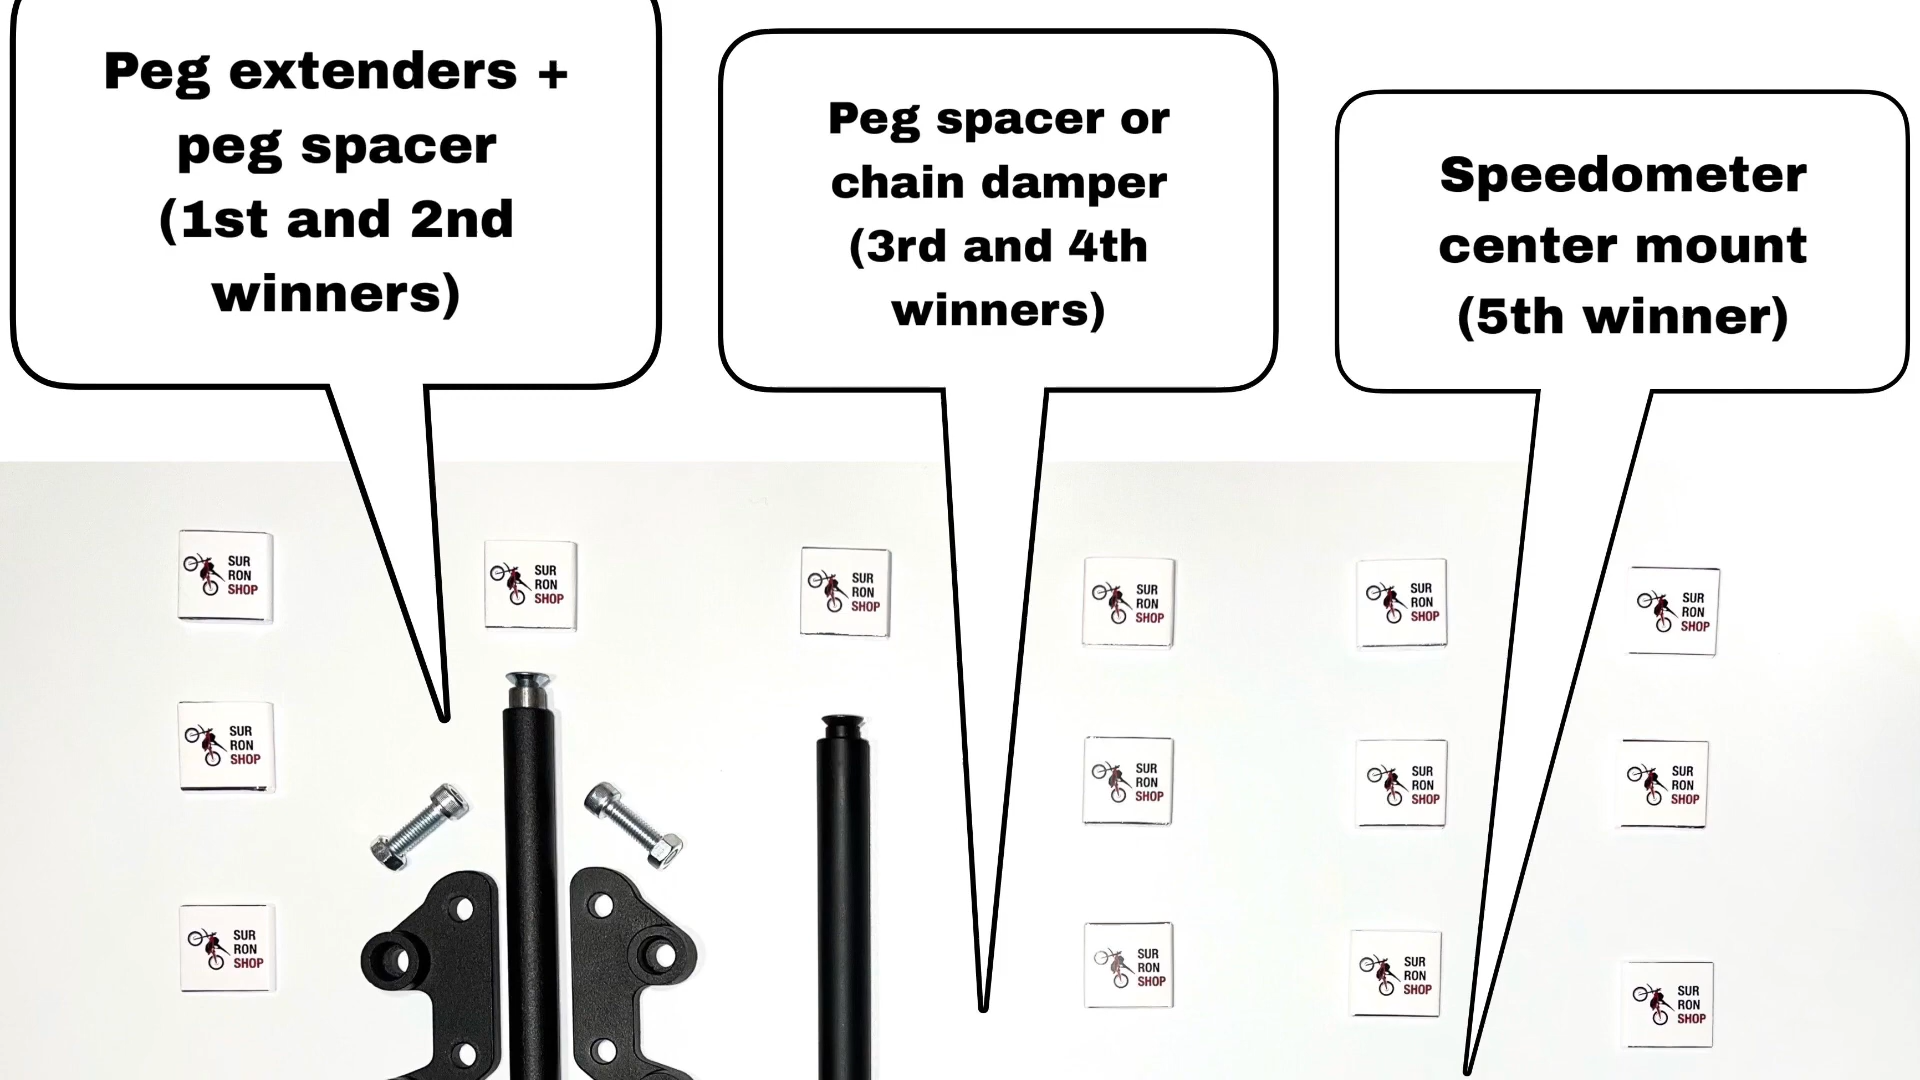 Peg extenders +
peg spacer
(1st and 2nd
winners)
Peg spacer or
chain damper
(3rd and 4th
winners)
Speedometer
center mount
(5th winner)
SUR
RON
SHOP
SUR
RON
SHOP
SUR
RON
SHOP
SUR
RON
SHOP
SUR
RON
SHOP
SUR
RON
SHOP
SUR
RON
SHOP
SUR
RON
SHOP
SUR
RON
SHOP
SUR
RON
SHOP
SUR
RON
SHOP
SUR
RON
SHOP
SUR
RON
SHOP
SUR
RON
SHOP